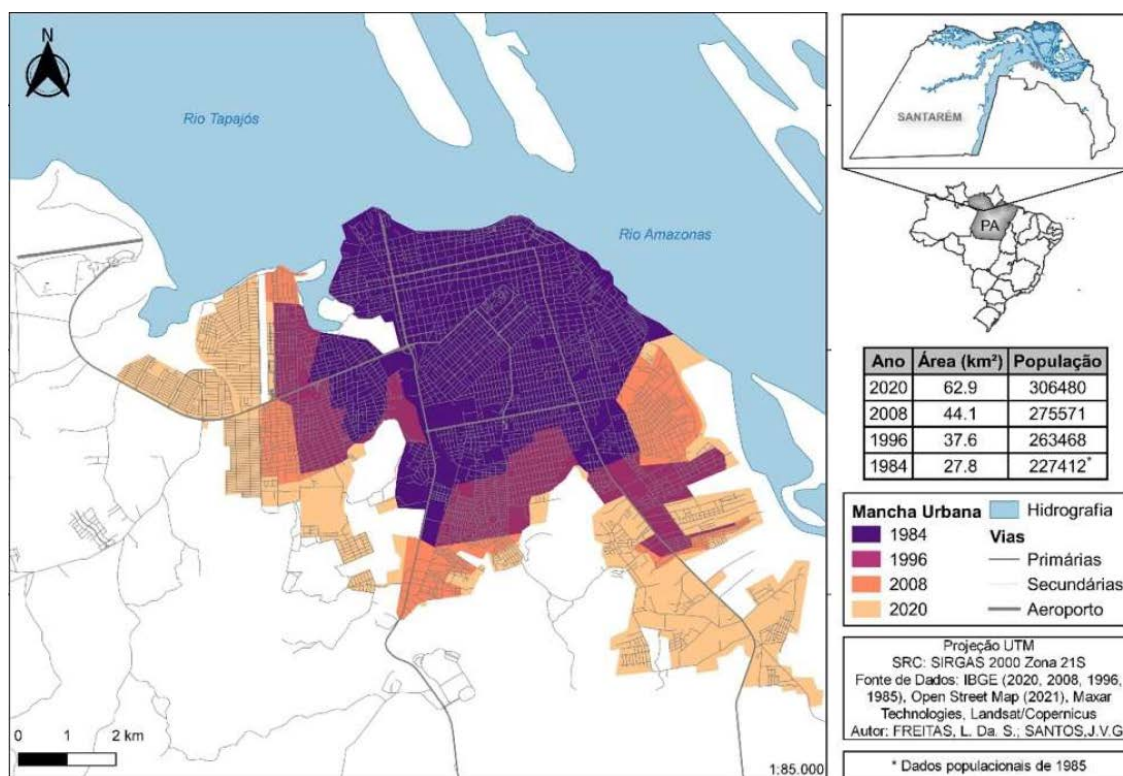 N
Rio Tapajós
Rio Amazonas
0 1 2 km
1:85.000
SANTARÉM
PA
Ano Área (km²) População
2020 62.9 306480
2008 44.1 275571
1996 37.6 263468
1984 27.8 227412*
Mancha Urbana
1984
1996
2008
2020
Hidrografia
Vias
Primárias
Secundárias
Aeroporto
Projeção UTM
SRC: SIRGAS 2000 Zona 21S
Fonte de Dados: IBGE (2020, 2008, 1996,
1985), Open Street Map (2021), Maxar
Technologies, Landsat/Copernicus
Autor: FREITAS, L. Da. S.; SANTOS,J.V.G
* Dados populacionais de 1985